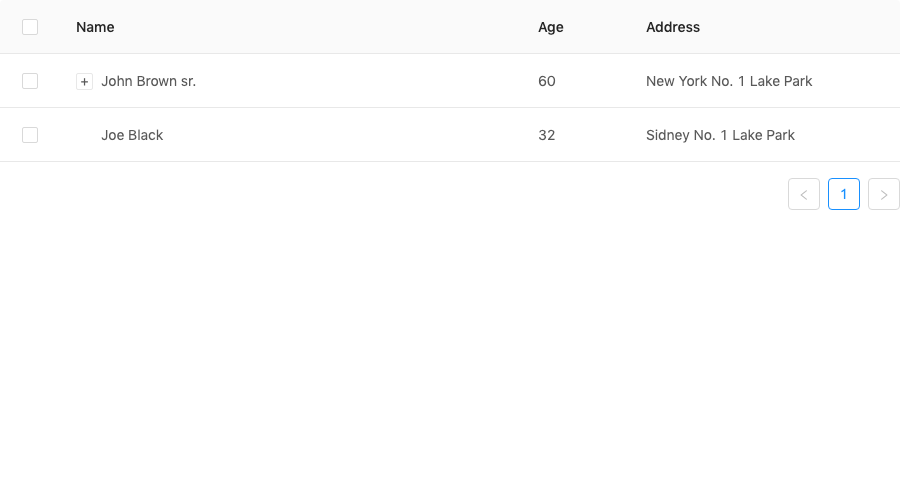 Name Age Address
John Brown sr. 60 New York No. 1 Lake Park
Joe Black 32 Sidney No. 1 Lake Park
1